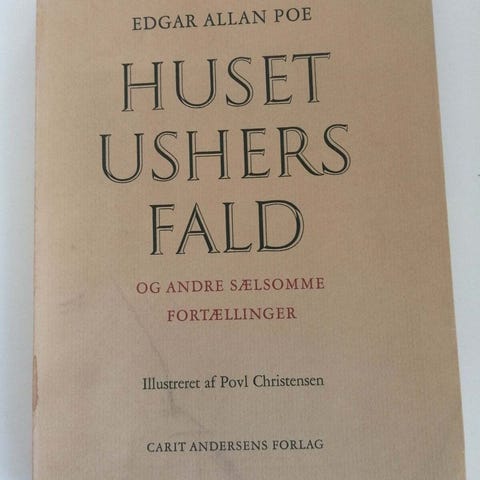 EDGAR ALLAN POE
HUSET
USHERS
FALD
OG ANDRE SÆLSOMME
FORTÆLLINGER
Illustreret af Povl Christensen
CARIT ANDERSENS FORLAG